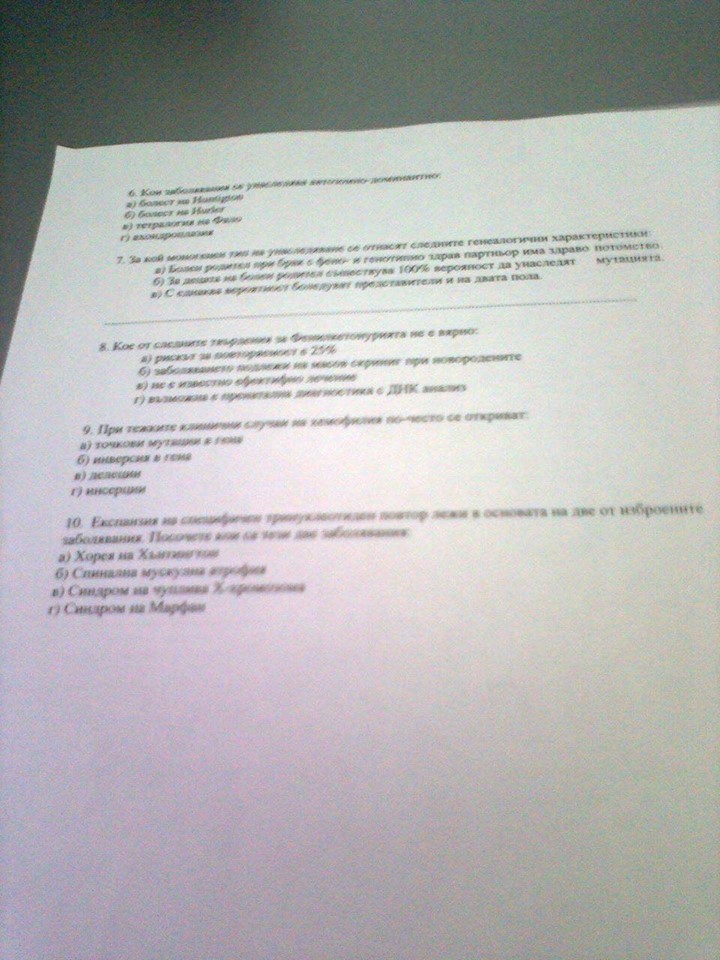 6. Кои заболявания се унаследява автозомно-доминантно:
а) болест на
б) болест на Hurler
в) тетралогия на Фало
г) ахондроплазия
7. За кой моногенен тип на унаследяване се отнасят следните генеалогични характеристики:
а) Болен родител при брак с фено- и генотипно здрав партньор има здраво потомство.
б) За децата на болен родител съществува 100% вероятност да унаследят мутацията.
в) С еднаква вероятност боледуват представители и на двата пола.
8. Кое от следните твърдения за Фенилкетонурията не е вярно:
а) рискът за повторяемост е 25%
б) заболяването подлежи на масов скрининг при новородените
в) не е известно ефективно лечение
г) възможна е пренатална диагностика с ДНК анализ
9. При тежките клинични случаи на хемофилия по-често се откриват:
а) точкови мутации в гена
б) инверсия в гена
в) делеции
г) инсерции
10. Експанзия на специфичен тринуклеотиден повтор лежи в основата на две от изброените
заболявания. Посочете кои са тези две заболявания:
а) Хорея на Хънтингтон
б) Спинална мускулна атрофия
в) Синдром на чуплива Х-хромозома
г) Синдром на Марфан